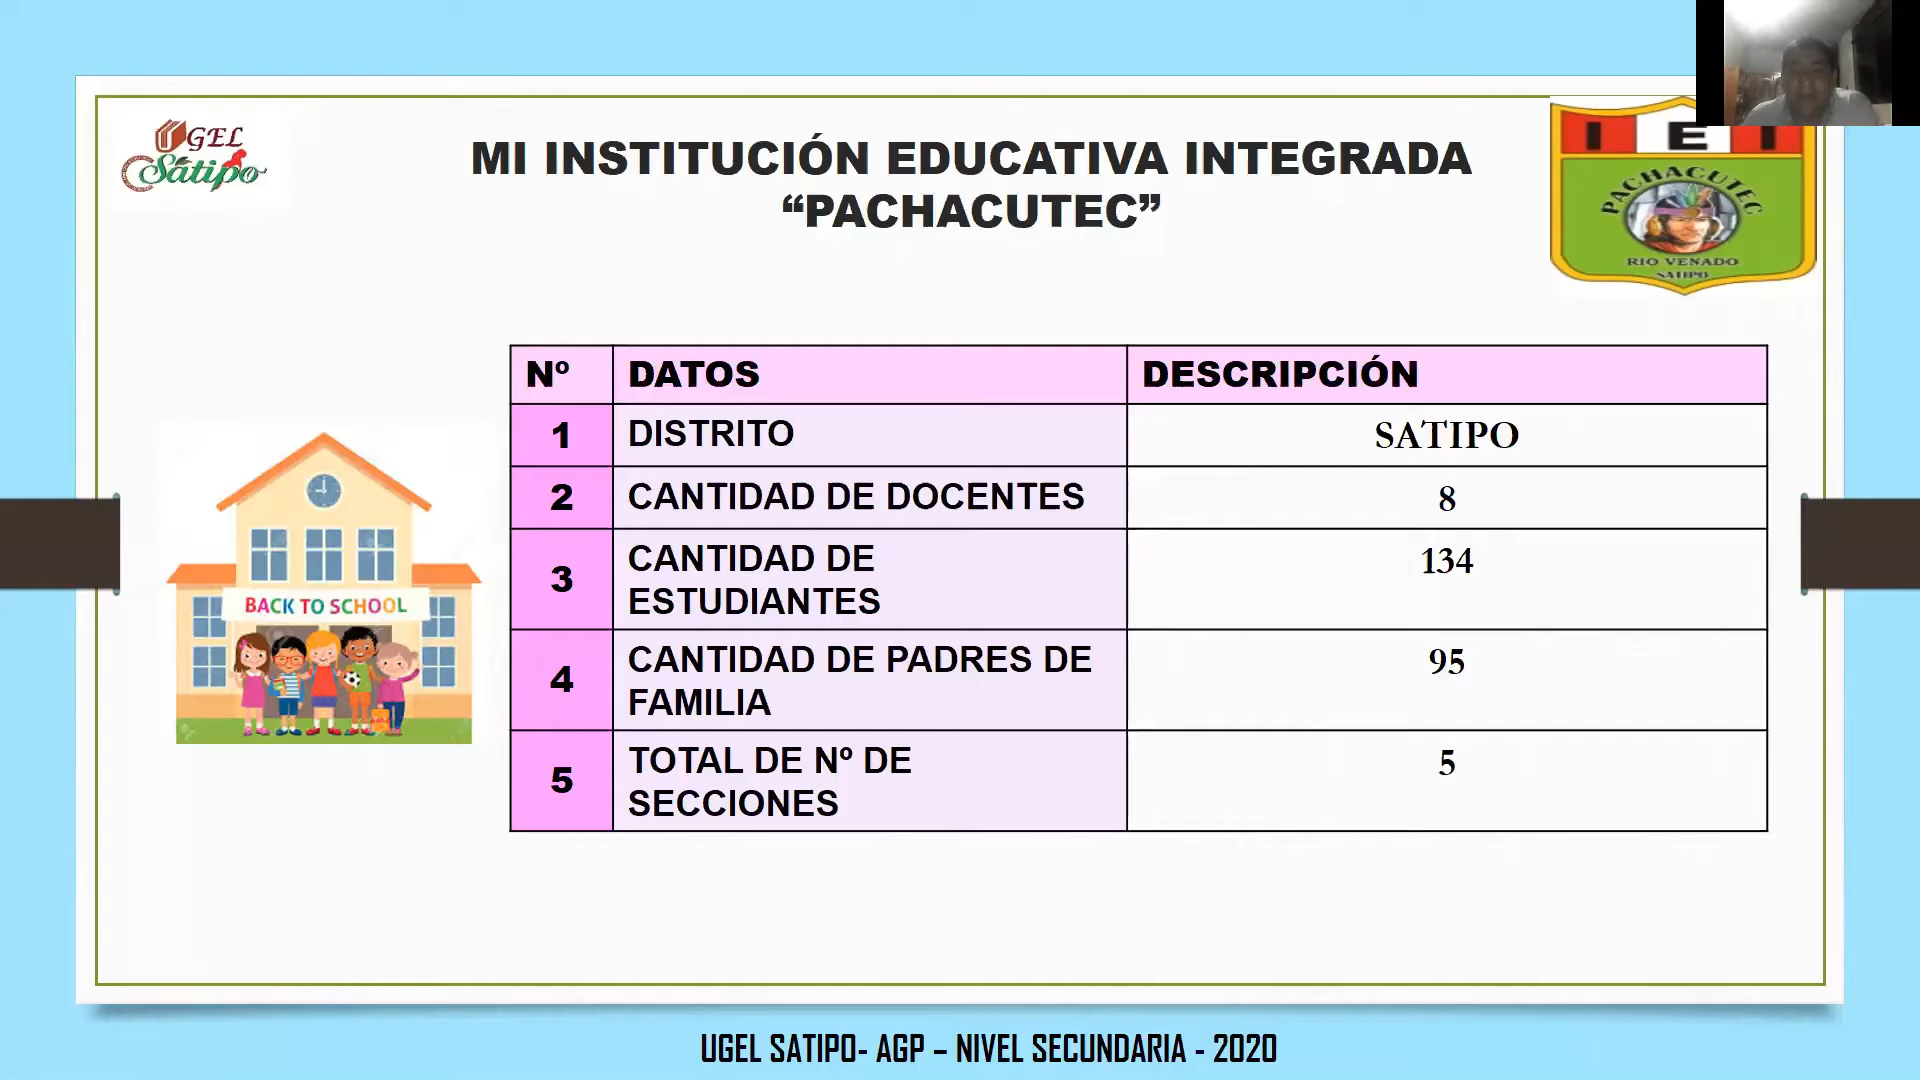 UGEL
Satipo
MI INSTITUCIÓN EDUCATIVA INTEGRADA
“PACHACUTEC”
I E I
PACHACUTEC
RIO VENADO
SATIPO
Nº DATOS DESCRIPCIÓN
1 DISTRITO SATIPO
2 CANTIDAD DE DOCENTES 8
3 CANTIDAD DE 134
ESTUDIANTES
4 CANTIDAD DE PADRES DE 95
FAMILIA
5 TOTAL DE Nº DE 5
SECCIONES
BACK TO SCHOOL
UGEL SATIPO- AGP – NIVEL SECUNDARIA - 2020